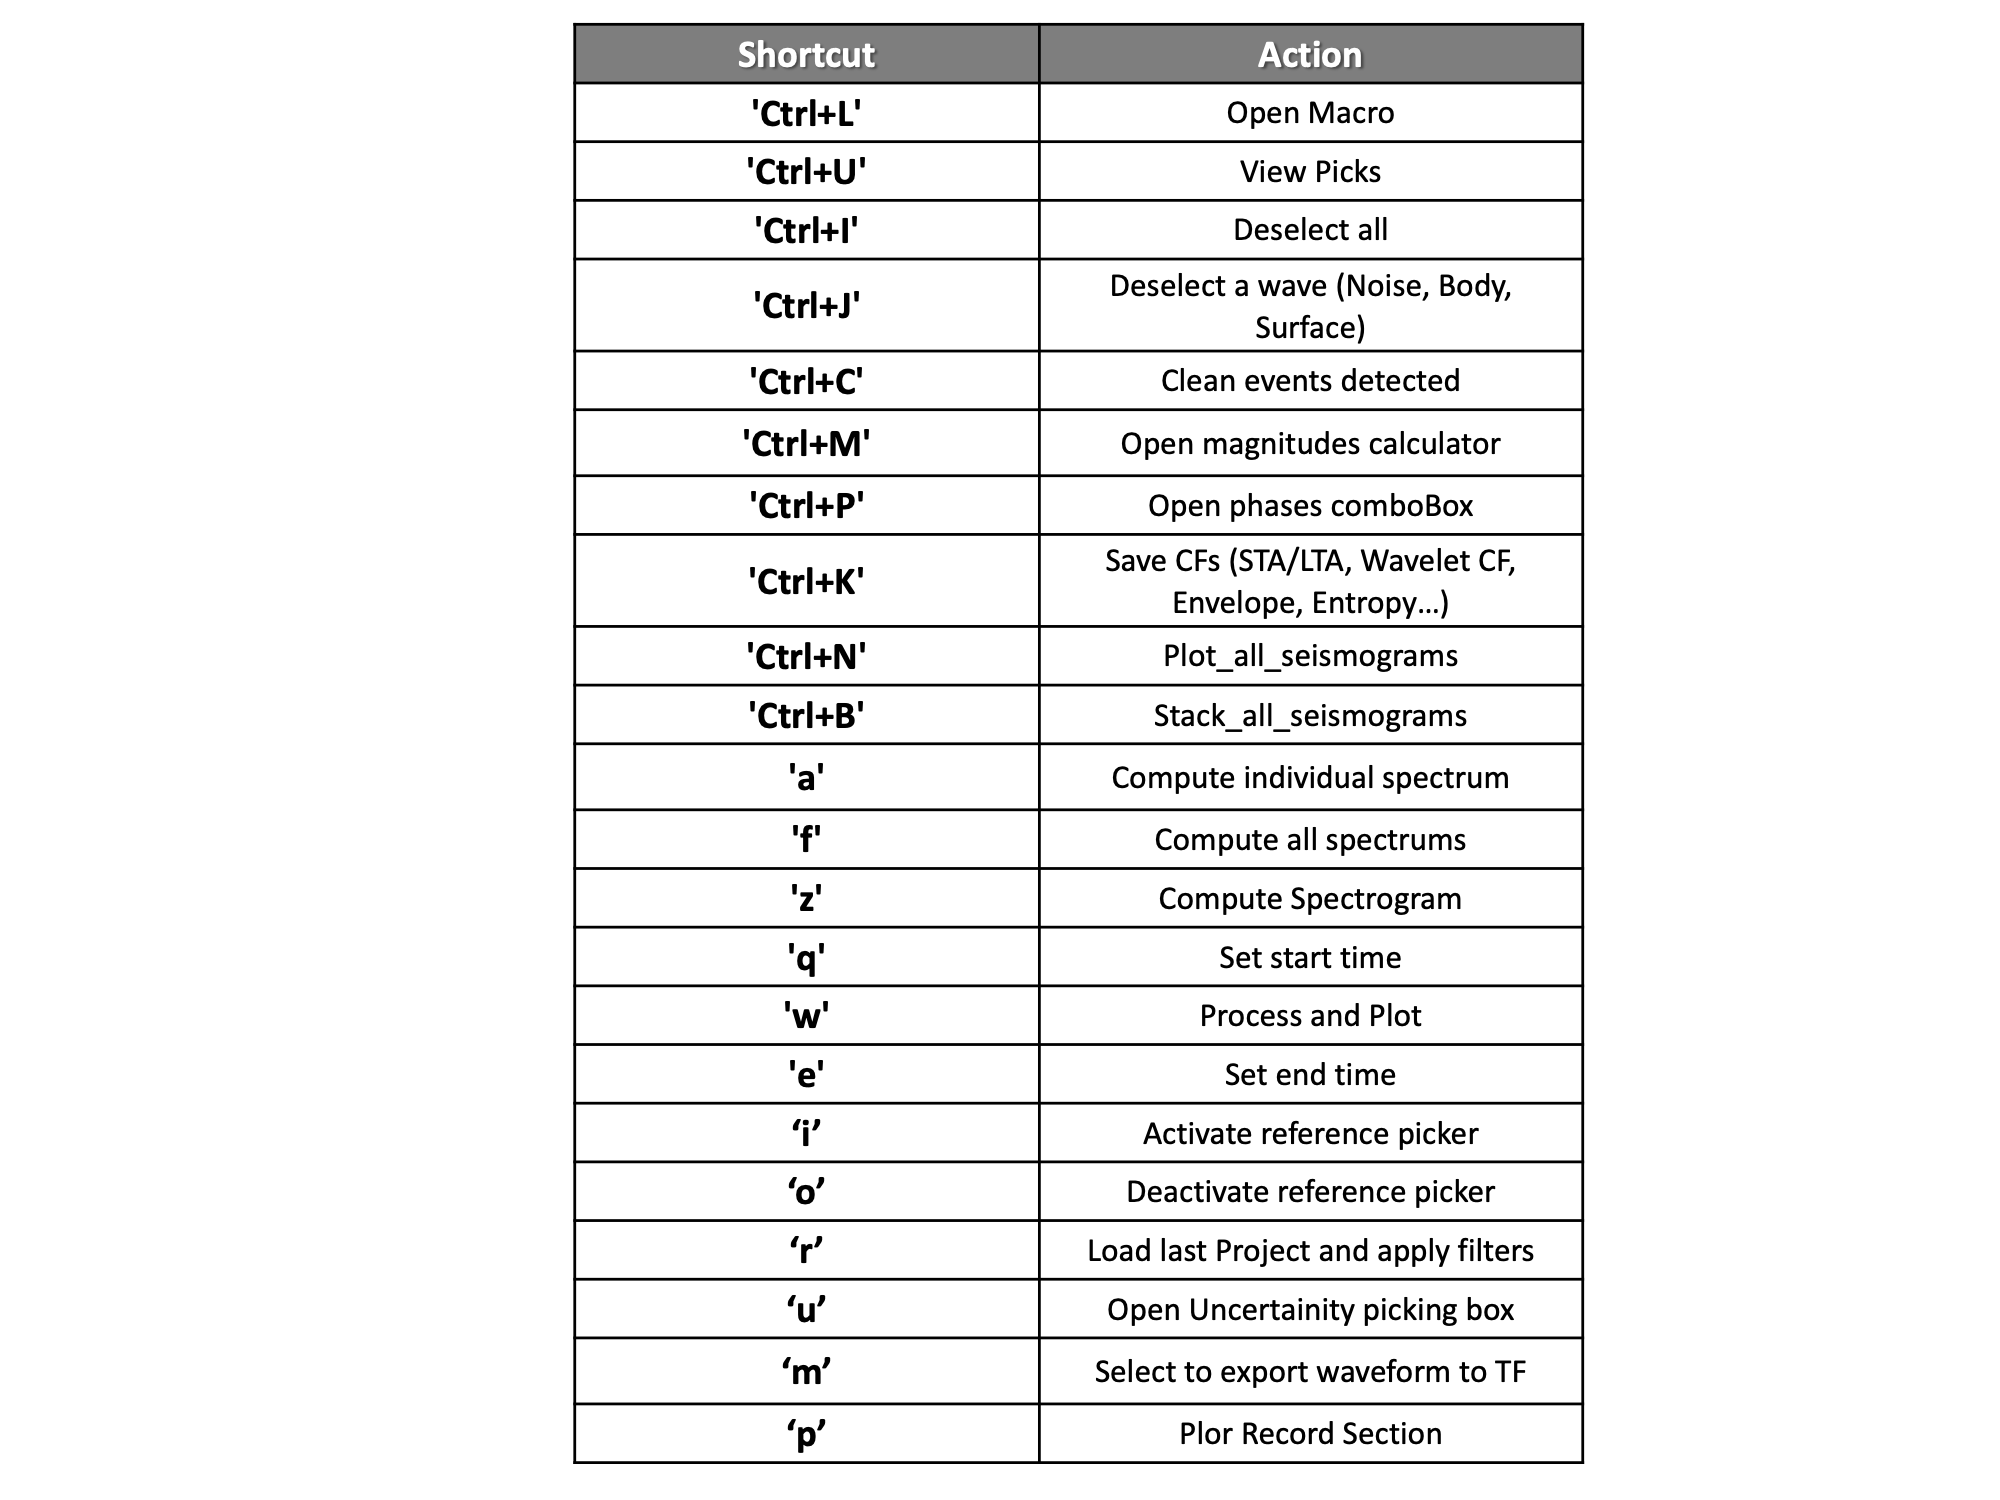 Shortcut Action
'Ctrl+L' Open Macro
'Ctrl+U' View Picks
'Ctrl+I' Deselect all
'Ctrl+J' Deselect a wave (Noise, Body,
Surface)
'Ctrl+C' Clean events detected
'Ctrl+M' Open magnitudes calculator
'Ctrl+P' Open phases comboBox
'Ctrl+K' Save CFs (STA/LTA, Wavelet CF,
Envelope, Entropy...)
'Ctrl+N' Plot_all_seismograms
'Ctrl+B' Stack_all_seismograms
'a' Compute individual spectrum
'f' Compute all spectrums
'z' Compute Spectrogram
'q' Set start time
'w' Process and Plot
'e' Set end time
‘i’ Activate reference picker
‘o’ Deactivate reference picker
‘r’ Load last Project and apply filters
‘u’ Open Uncertainity picking box
‘m’ Select to export waveform to TF
‘p’ Plor Record Section